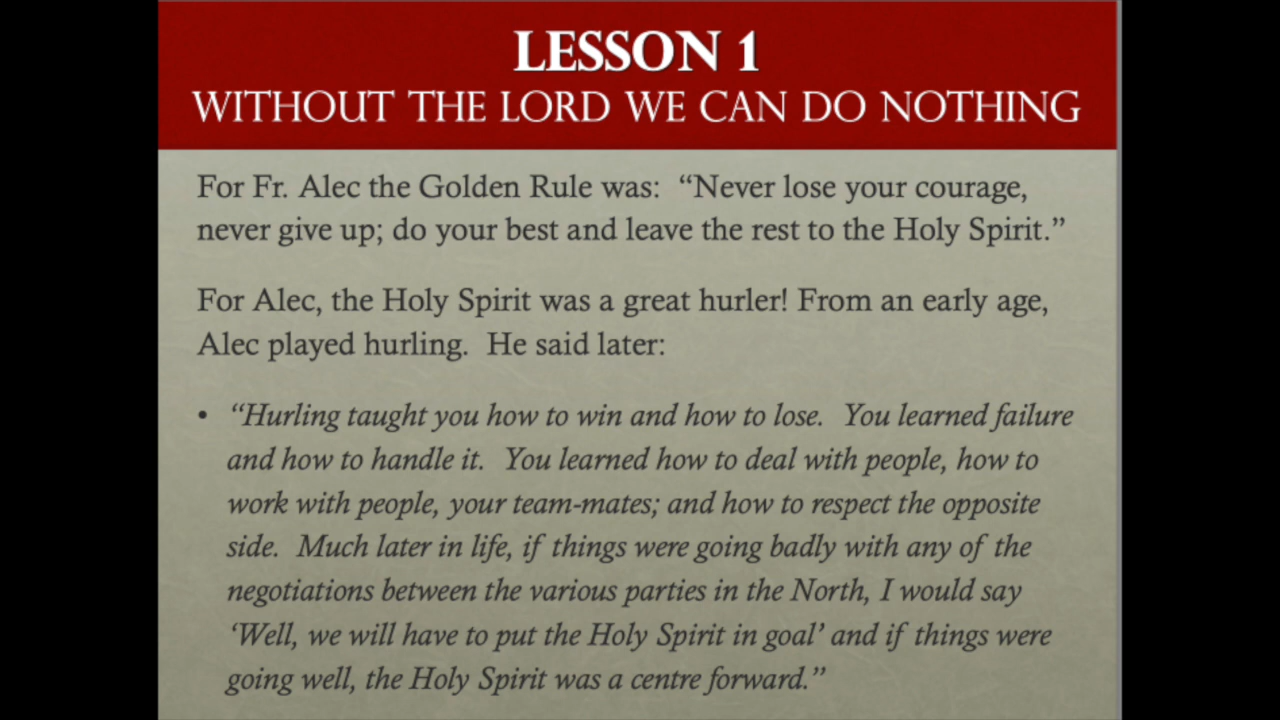 LESSON 1
WITHOUT THE LORD WE CAN DO NOTHING
For Fr. Alec the Golden Rule was:  “Never lose your courage,
never give up; do your best and leave the rest to the Holy Spirit.”
For Alec, the Holy Spirit was a great hurler! From an early age,
Alec played hurling.  He said later:
• “Hurling taught you how to win and how to lose.  You learned failure
and how to handle it.  You learned how to deal with people, how to
work with people, your team-mates; and how to respect the opposite
side.  Much later in life, if things were going badly with any of the
negotiations between the various parties in the North, I would say
‘Well, we will have to put the Holy Spirit in goal’ and if things were
going well, the Holy Spirit was a centre forward.”